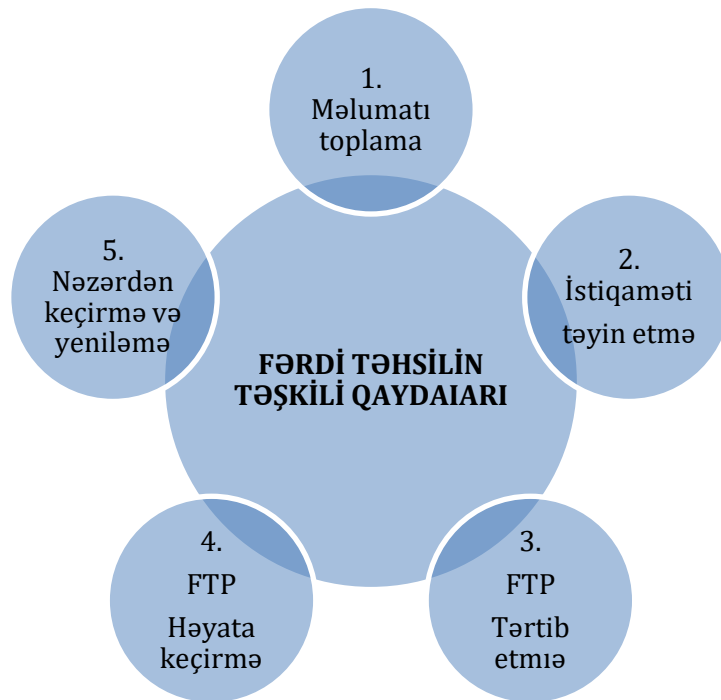 1.
Məlumatı
toplama
2.
İstiqaməti
təyin etmə
3.
FTP
Tərtib
etmıə
4.
FTP
Həyata
keçirmə
5.
Nəzərdən
keçirmə və
yeniləmə
FƏRDİ TƏHSİLİN
TƏŞKİLİ QAYDAIARI